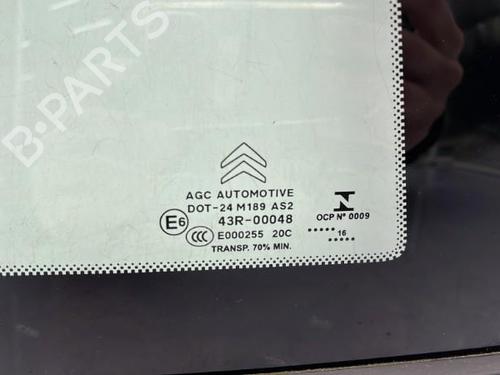 B-PARTS
AGC AUTOMOTIVE
DOT-24 M189 AS2
E6 43R-00048
CCC E000255 20C
TRANSP. 70% MIN.
N
OCP Nº 0009
..... 16 .....